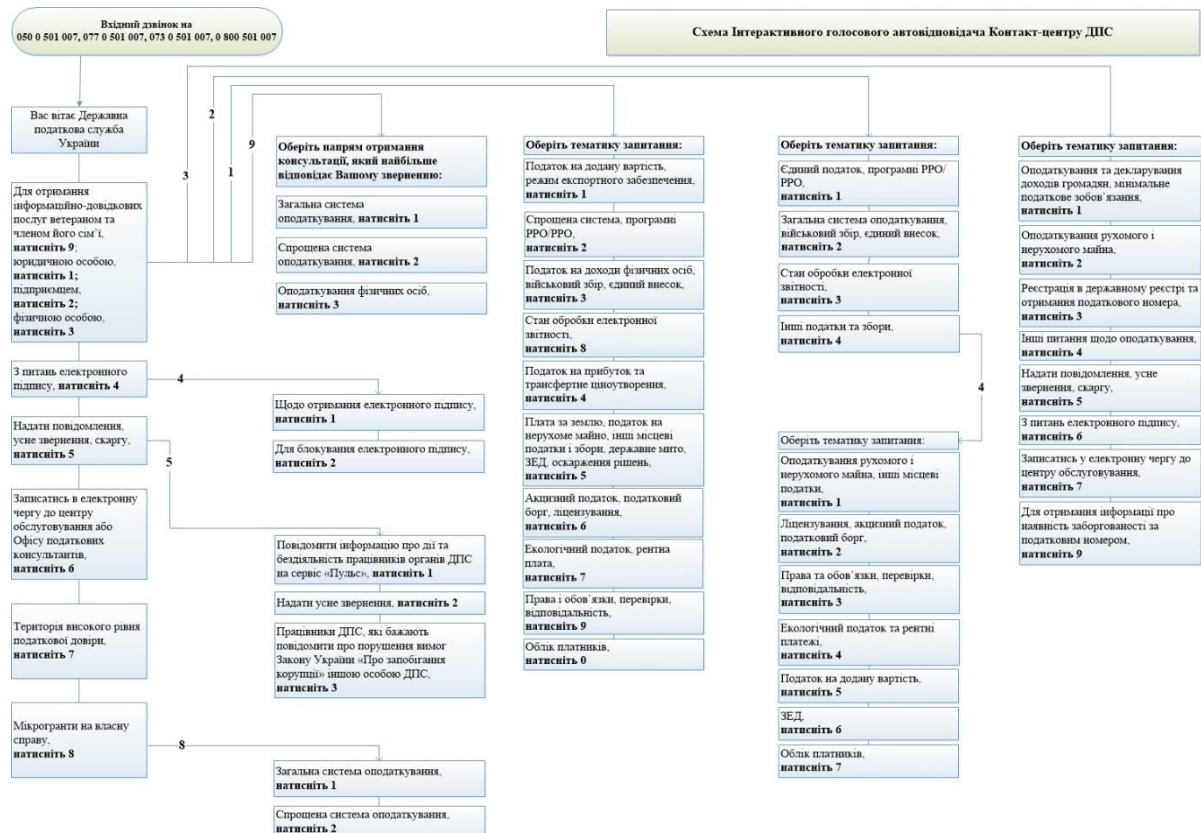 Вхідний дзвінок на
050 0 501 007, 077 0 501 007, 073 0 501 007, 0 800 501 007
Схема Інтерактивного голосового автовідповідача Контакт-центру ДПС
Вас вітає Державна
податкова служба
України
Для отримання
інформаційно-довідкових
послуг ветераном та
членом його сім'ї,
натисніть 9;
юридичною особою,
натисніть 1;
підприємцем,
натисніть 2;
фізичною особою,
натисніть 3
З питань електронного
підпису, натисніть 4
Надати повідомлення,
усне звернення, скаргу,
натисніть 5
Записатись в електронну
чергу до центру
обслуговування або
Офісу податкових
консультантів,
натисніть 6
Територія високого рівня
податкової довіри,
натисніть 7
Мікрогранти на власну
справу,
натисніть 8
3
2
1
9
4
5
8
Оберіть напрям отримання
консультації, який найбільше
відповідає Вашому зверненню:
Загальна система
оподаткування, натисніть 1
Спрощена система
оподаткування, натисніть 2
Оподаткування фізичних осіб,
натисніть 3
Щодо отримання електронного підпису,
натисніть 1
Для блокування електронного підпису,
натисніть 2
Повідомити інформацію про дії та
бездіяльність працівників органів ДПС
на сервіс «Пульс», натисніть 1
Надати усне звернення, натисніть 2
Працівники ДПС, які бажають
повідомити про порушення вимог
Закону України «Про запобігання
корупції» іншою особою ДПС,
натисніть 3
Загальна система оподаткування,
натисніть 1
Спрощена система оподаткування,
натисніть 2
Оберіть тематику запитання:
Податок на додану вартість,
режим експортного забезпечення,
натисніть 1
Спрощена система, програмні
РРО/РРО,
натисніть 2
Податок на доходи фізичних осіб,
військовий збір, єдиний внесок,
натисніть 3
Стан обробки електронної
звітності,
натисніть 8
Податок на прибуток та
трансфертне ціноутворення,
натисніть 4
Плата за землю, податок на
нерухоме майно, інші місцеві
податки і збори, державне мито,
ЗЕД, оскарження рішень,
натисніть 5
Акцизний податок, податковий
борг, ліцензування,
натисніть 6
Екологічний податок, рентна
плата,
натисніть 7
Права і обов'язки, перевірки,
відповідальність,
натисніть 9
Облік платників,
натисніть 0
Оберіть тематику запитання:
Єдиний податок, програмні РРО/
РРО,
натисніть 1
Загальна система оподаткування,
військовий збір, єдиний внесок,
натисніть 2
Стан обробки електронної
звітності,
натисніть 3
Інші податки та збори,
натисніть 4
4
Оберіть тематику запитання:
Оподаткування рухомого і
нерухомого майна, інші місцеві
податки,
натисніть 1
Ліцензування, акцизний податок,
податковий борг,
натисніть 2
Права та обов'язки, перевірки,
відповідальність,
натисніть 3
Екологічний податок та рентні
платежі,
натисніть 4
Податок на додану вартість,
натисніть 5
ЗЕД,
натисніть 6
Облік платників,
натисніть 7
Оберіть тематику запитання:
Оподаткування та декларування
доходів громадян, мінімальне
податкове зобов'язання,
натисніть 1
Оподаткування рухомого і
нерухомого майна,
натисніть 2
Реєстрація в державному реєстрі та
отримання податкового номера,
натисніть 3
Інші питання щодо оподаткування,
натисніть 4
Надати повідомлення, усне
звернення, скаргу,
натисніть 5
З питань електронного підпису,
натисніть 6
Записатись у електронну чергу до
центру обслуговування,
натисніть 7
Для отримання інформації про
наявність заборгованості за
податковим номером,
натисніть 9